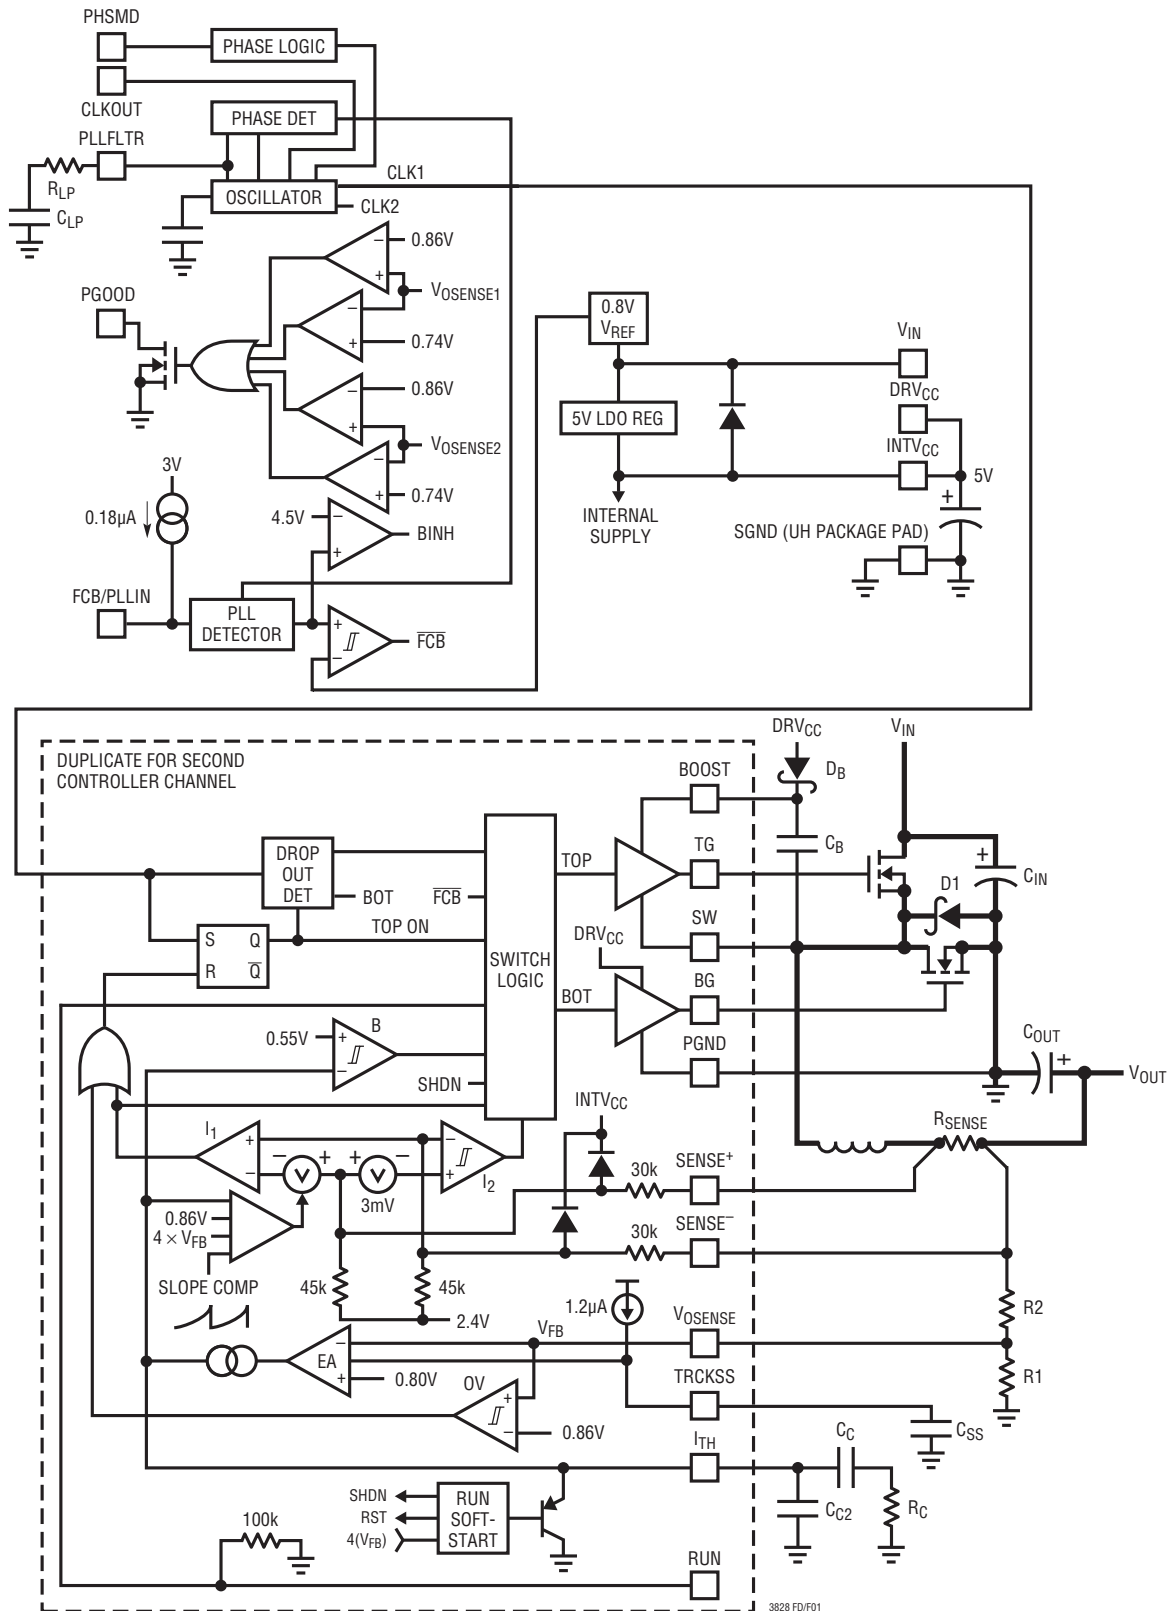 PHSMD
PHASE LOGIC
CLKOUT
PHASE DET
PLLFLTR
CLK1
RLP
OSCILLATOR
CLK2
CLP
−
0.86V
+
VOSENSE1
PGOOD
−
0.74V
+
0.8V
VREF
VIN
−
0.86V
DRVCC
+
5V LDO REG
VOSENSE2
INTVCC
−
3V
5V
0.74V
+
+
0.18µA
4.5V
−
INTERNAL
SUPPLY
BINH
SGND (UH PACKAGE PAD)
+
FCB/PLLIN
PLL
DETECTOR
+
FCB
−
DRVCC
VIN
DUPLICATE FOR SECOND
CONTROLLER CHANNEL
BOOST
DB
DROP
OUT
DET
TOP
TG
CB
+
CIN
BOT
FCB
D1
TOP ON
SW
S
Q
DRVCC
R
Q
SWITCH
LOGIC
BOT
BG
B
0.55V
+
−
PGND
COUT
+
VOUT
SHDN
INTVCC
RSENSE
I1
+
−
−
+
+
−
−
+
I2
30k
SENSE+
3mV
0.86V
4 × VFB
30k
SENSE−
SLOPE COMP
45k
45k
1.2µA
R2
2.4V
VFB
VOSENSE
−
EA
+
0.80V
R1
OV
TRCKSS
+
−
0.86V
CC
CSS
ITH
SHDN
RUN
SOFT-
START
RST
CC2
RC
4(VFB)
100k
RUN
3828 FD/F01